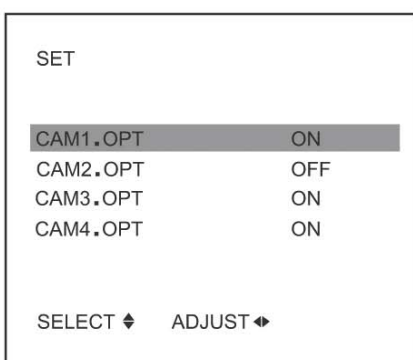 SET
CAM1.OPT ON
CAM2.OPT OFF
CAM3.OPT ON
CAM4.OPT ON
SELECT ADJUST